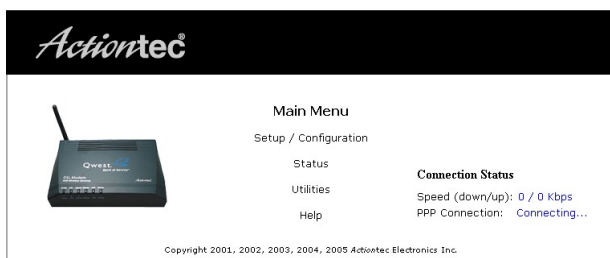 Actiontec
Main Menu
Setup / Configuration
Status
Utilities
Help
Qwest
Connection Status
Speed (down/up): 0 / 0 Kbps
PPP Connection: Connecting...
Copyright 2001, 2002, 2003, 2004, 2005 Actiontec Electronics Inc.